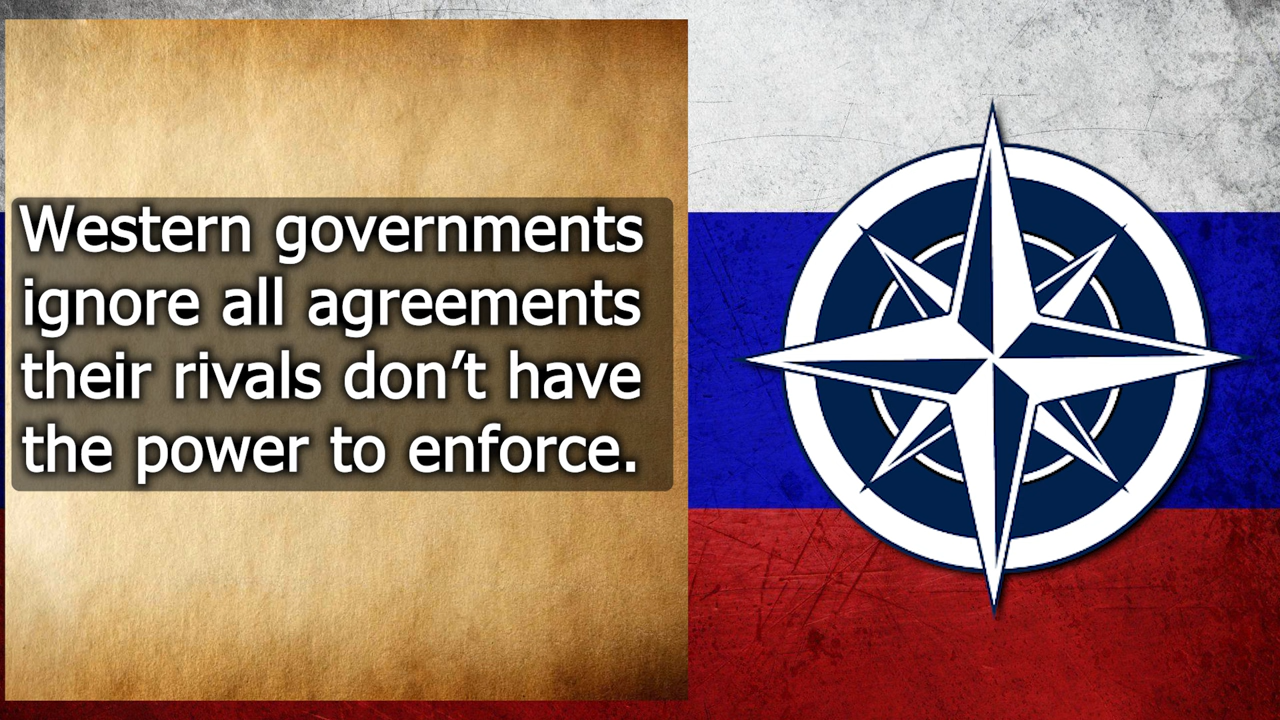 Western governments
ignore all agreements
their rivals don’t have
the power to enforce.